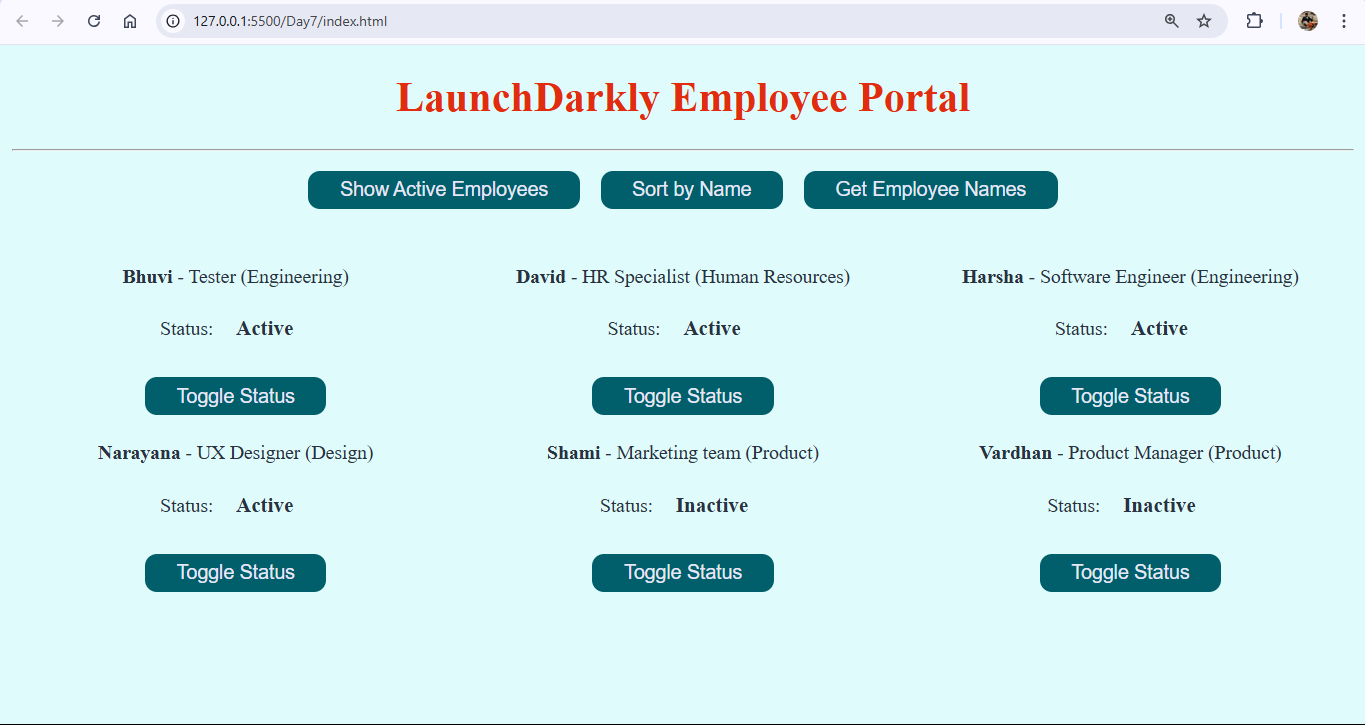 127.0.0.1:5500/Day7/index.html
LaunchDarkly Employee Portal
Show Active Employees Sort by Name Get Employee Names
Bhuvi - Tester (Engineering) David - HR Specialist (Human Resources) Harsha - Software Engineer (Engineering)
Status: Active Status: Active Status: Active
Toggle Status Toggle Status Toggle Status
Narayana - UX Designer (Design) Shami - Marketing team (Product) Vardhan - Product Manager (Product)
Status: Active Status: Inactive Status: Inactive
Toggle Status Toggle Status Toggle Status